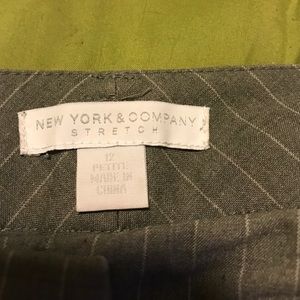 NEW YORK & COMPANY
STRETCH
12
PETITE
MADE IN
CHINA